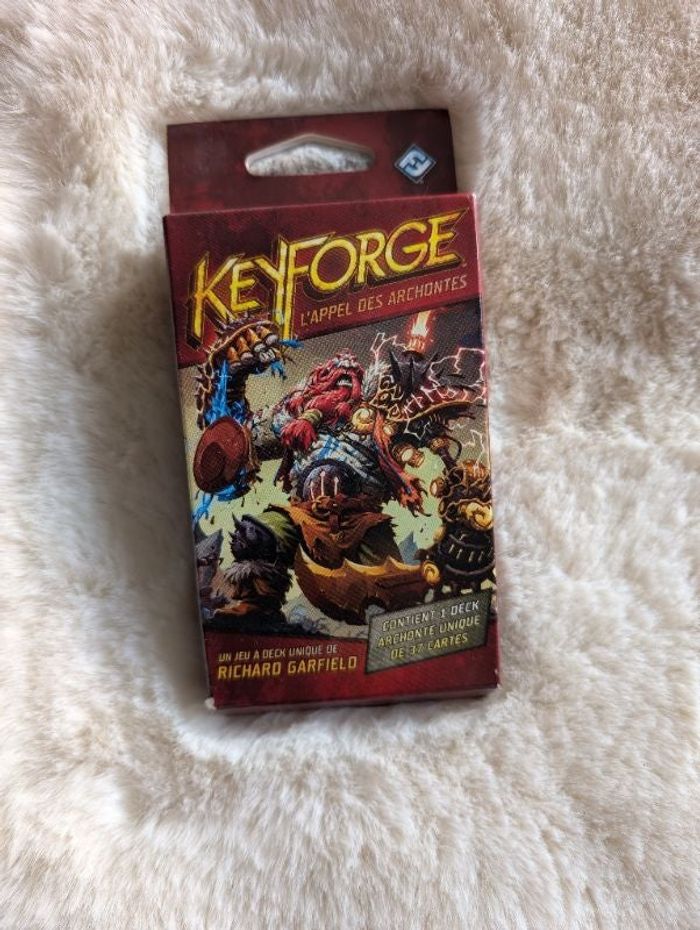 KEYFORGE
L'APPEL DES ARCHONTES
CONTIENT 1 DECK
ARCHONTE UNIQUE
DE 37 CARTES
UN JEU À DECK UNIQUE DE
RICHARD GARFIELD